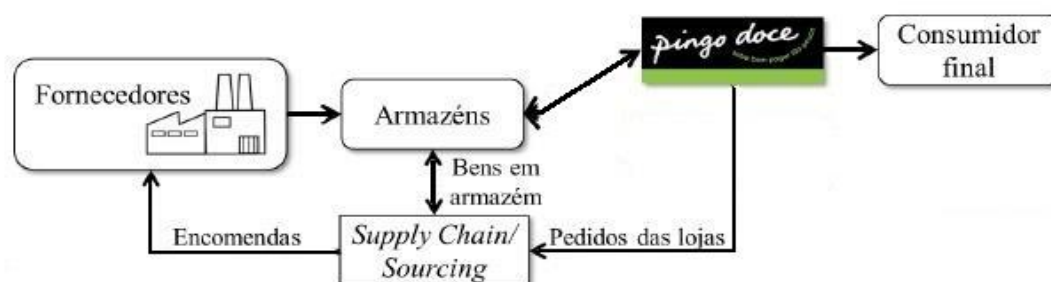 Fornecedores
Armazéns
pingo doce
Consumidor
final
Bens em
armazém
Encomendas
Supply Chain/
Sourcing
Pedidos das lojas